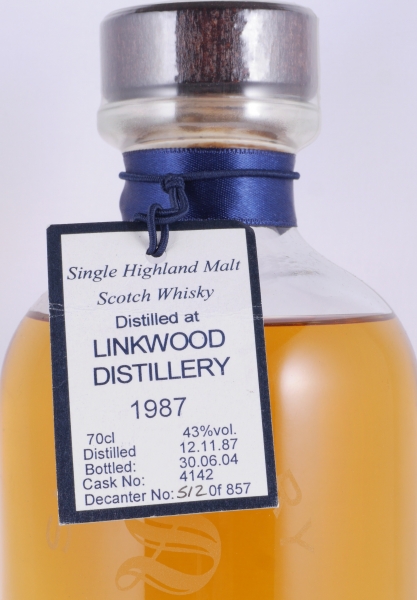 Single Highland Malt
Scotch Whisky
Distilled at
LINKWOOD
DISTILLERY
1987
70cl 43%vol.
Distilled 12.11.87
Bottled: 30.06.04
Cask No: 4142
Decanter No: 512 Of 857
S